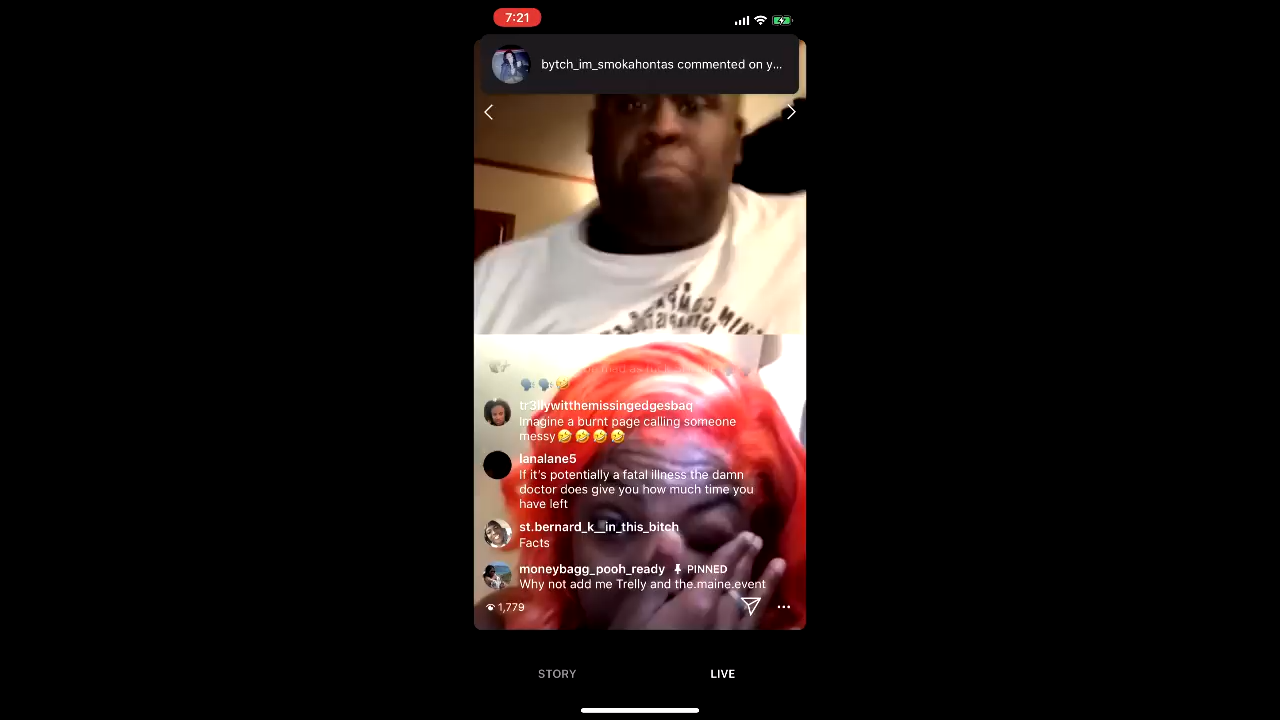 7:21
bytch_im_smokahontas commented on y...
tr3llywitthemissingedgesbaq
Imagine a burnt page calling someone
messy🤣🤣🤣🤣
lanalane5
If it's potentially a fatal illness the damn
doctor does give you how much time you
have left
st.bernard_k__in_this_bitch
Facts
moneybagg_pooh_ready PINNED
Why not add me Trelly and the.maine.event
1,779
STORY
LIVE